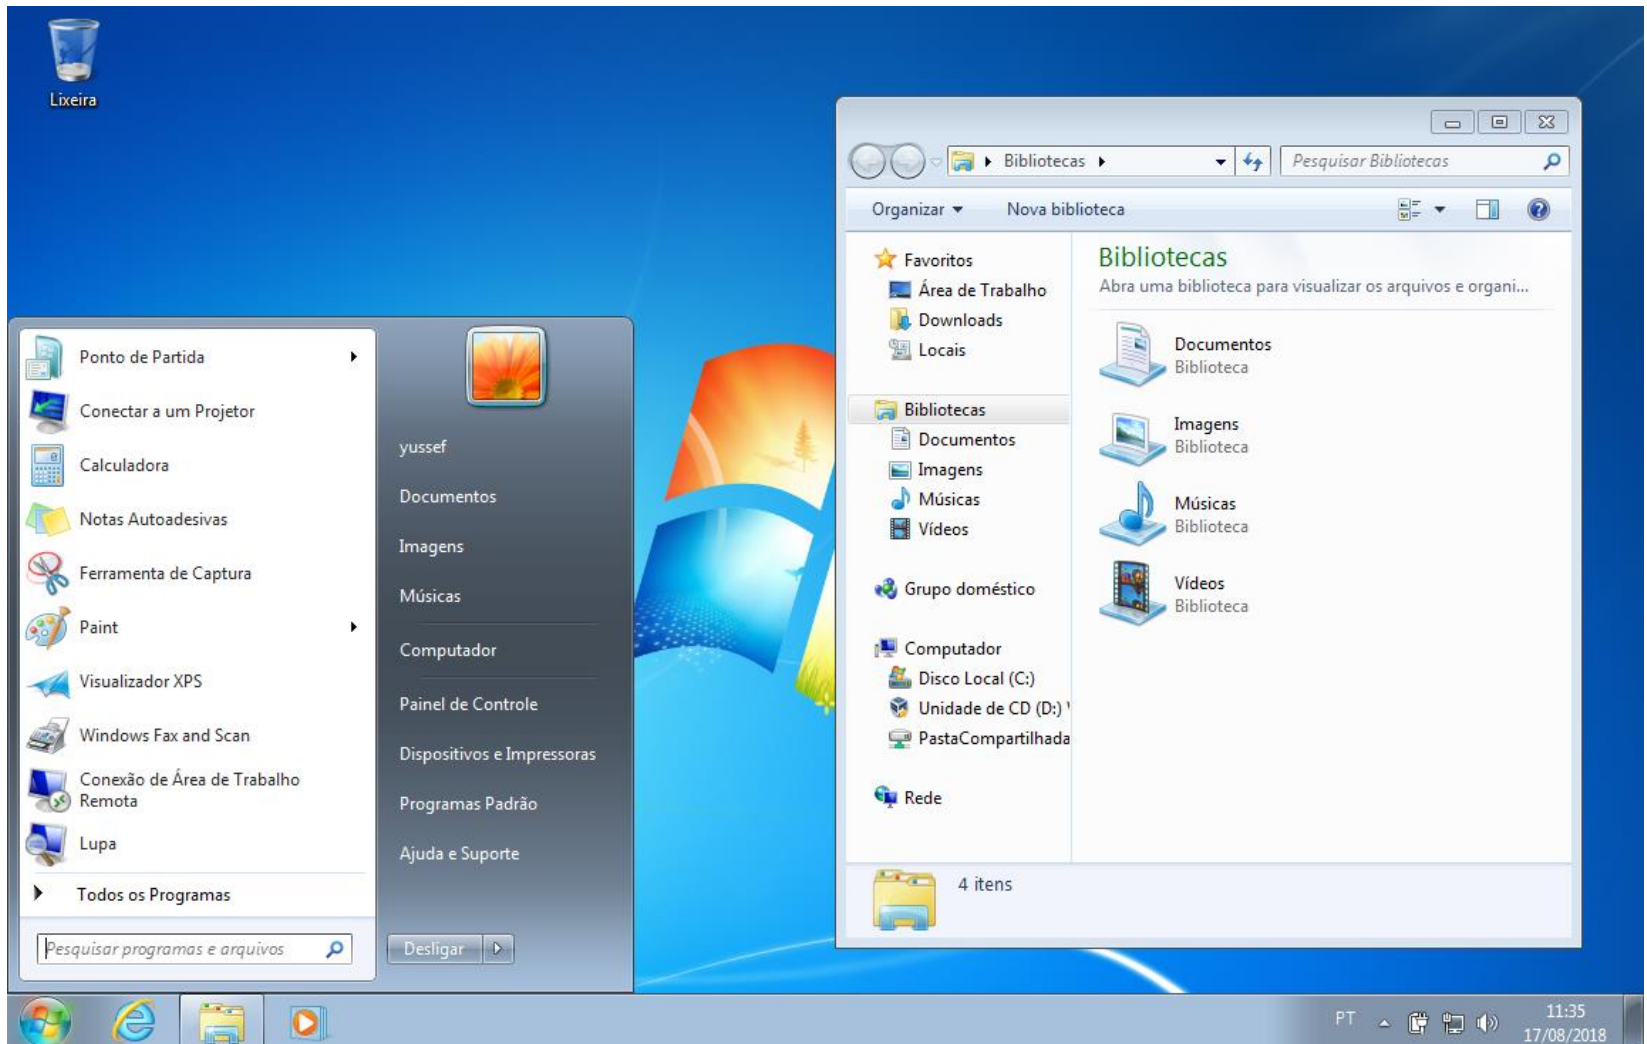 Lixeira
Bibliotecas
Pesquisar Bibliotecas
Organizar
Nova biblioteca
Favoritos
Área de Trabalho
Downloads
Locais
Bibliotecas
Documentos
Imagens
Músicas
Vídeos
Grupo doméstico
Computador
Disco Local (C:)
Unidade de CD (D:)
PastaCompartilhada
Rede
Bibliotecas
Abra uma biblioteca para visualizar os arquivos e organi...
Documentos
Biblioteca
Imagens
Biblioteca
Músicas
Biblioteca
Vídeos
Biblioteca
4 itens
Ponto de Partida
Conectar a um Projetor
Calculadora
Notas Autoadesivas
Ferramenta de Captura
Paint
Visualizador XPS
Windows Fax and Scan
Conexão de Área de Trabalho
Remota
Lupa
Todos os Programas
Pesquisar programas e arquivos
yussef
Documentos
Imagens
Músicas
Computador
Painel de Controle
Dispositivos e Impressoras
Programas Padrão
Ajuda e Suporte
Desligar
PT
11:35
17/08/2018